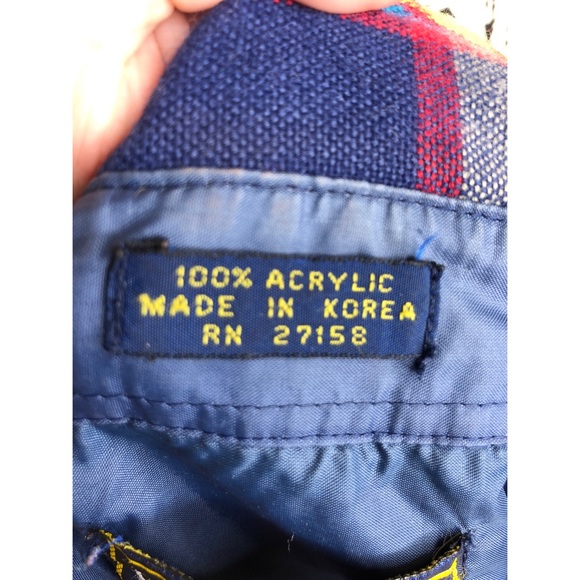 100% ACRYLIC
MADE IN KOREA
RN 27158